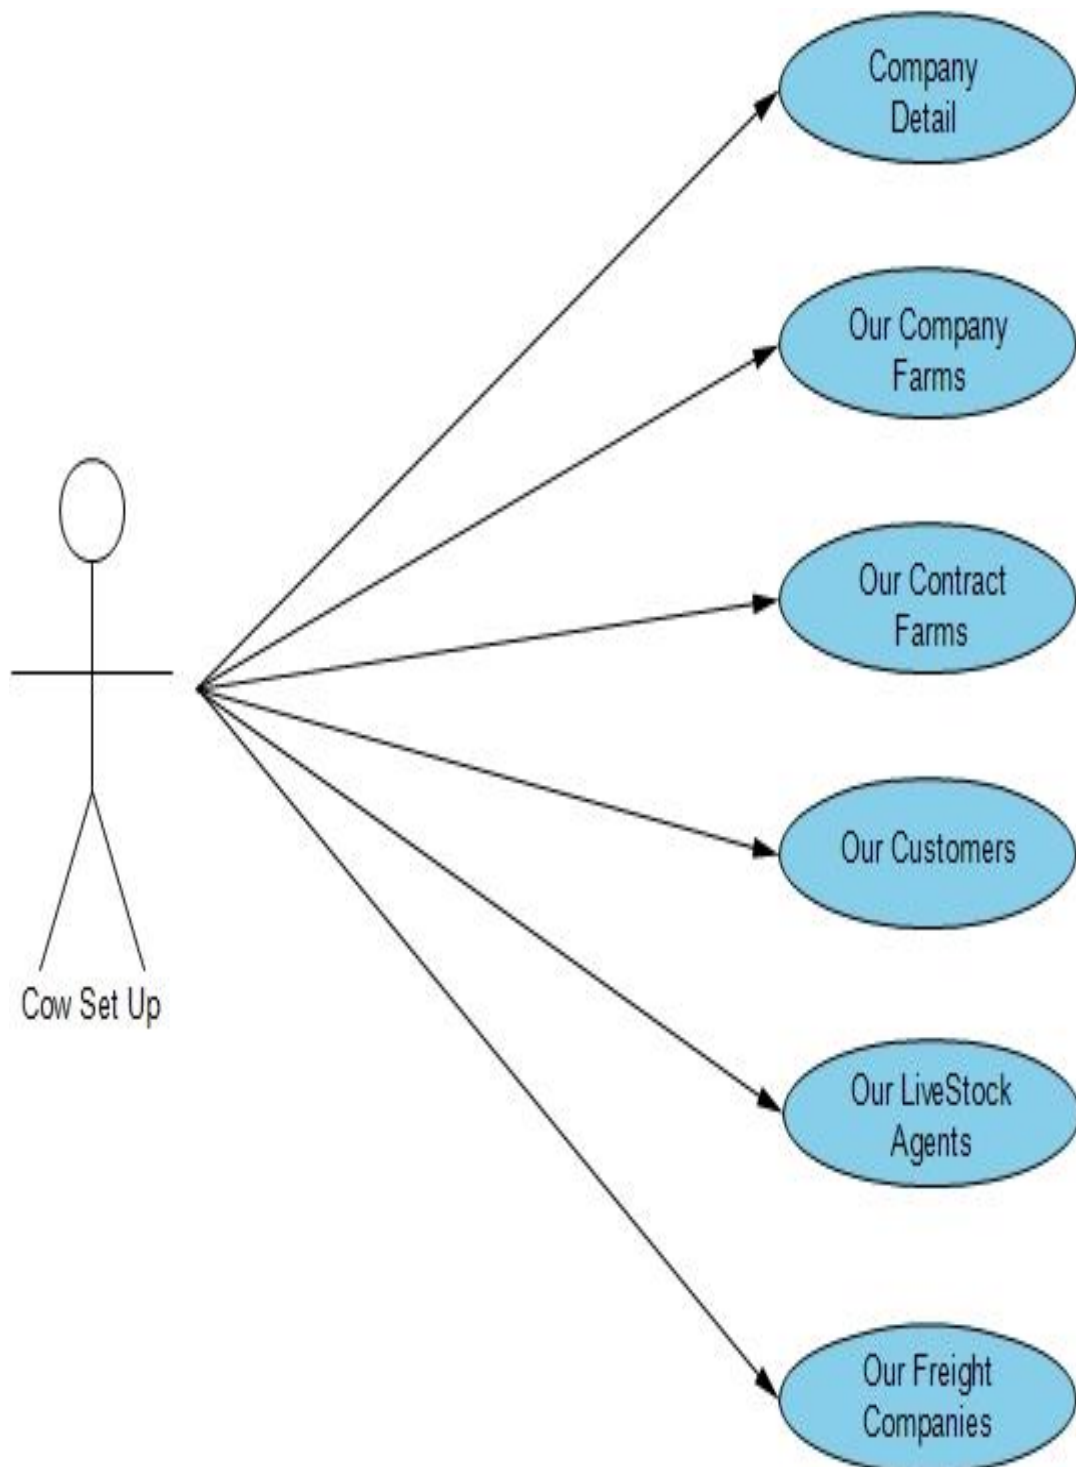 Company
Detail
Our Company
Farms
Our Contract
Farms
Our Customers
Cow Set Up
Our LiveStock
Agents
Our Freight
Companies